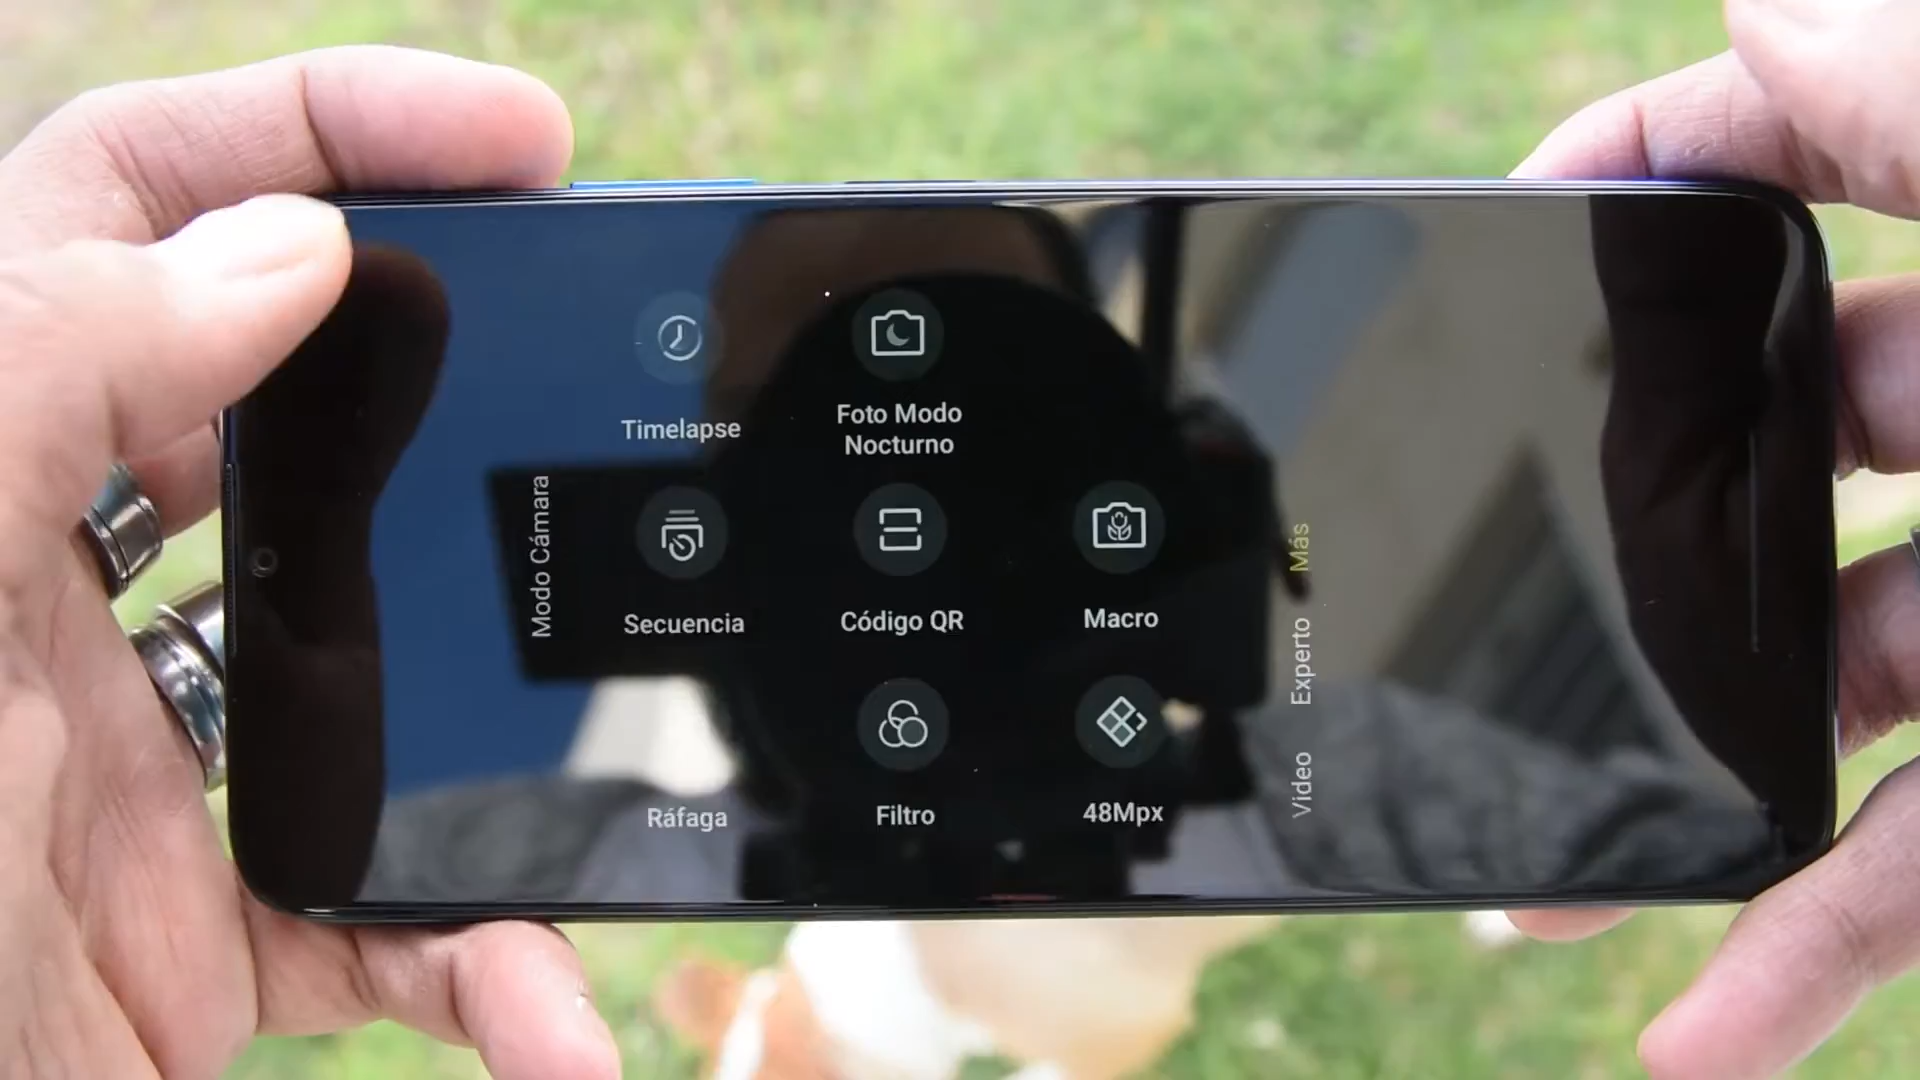 Timelapse
Foto Modo
Nocturno
Modo Cámara
Secuencia
Código QR
Macro
Ráfaga
Filtro
48Mpx
Más
Experto
Video